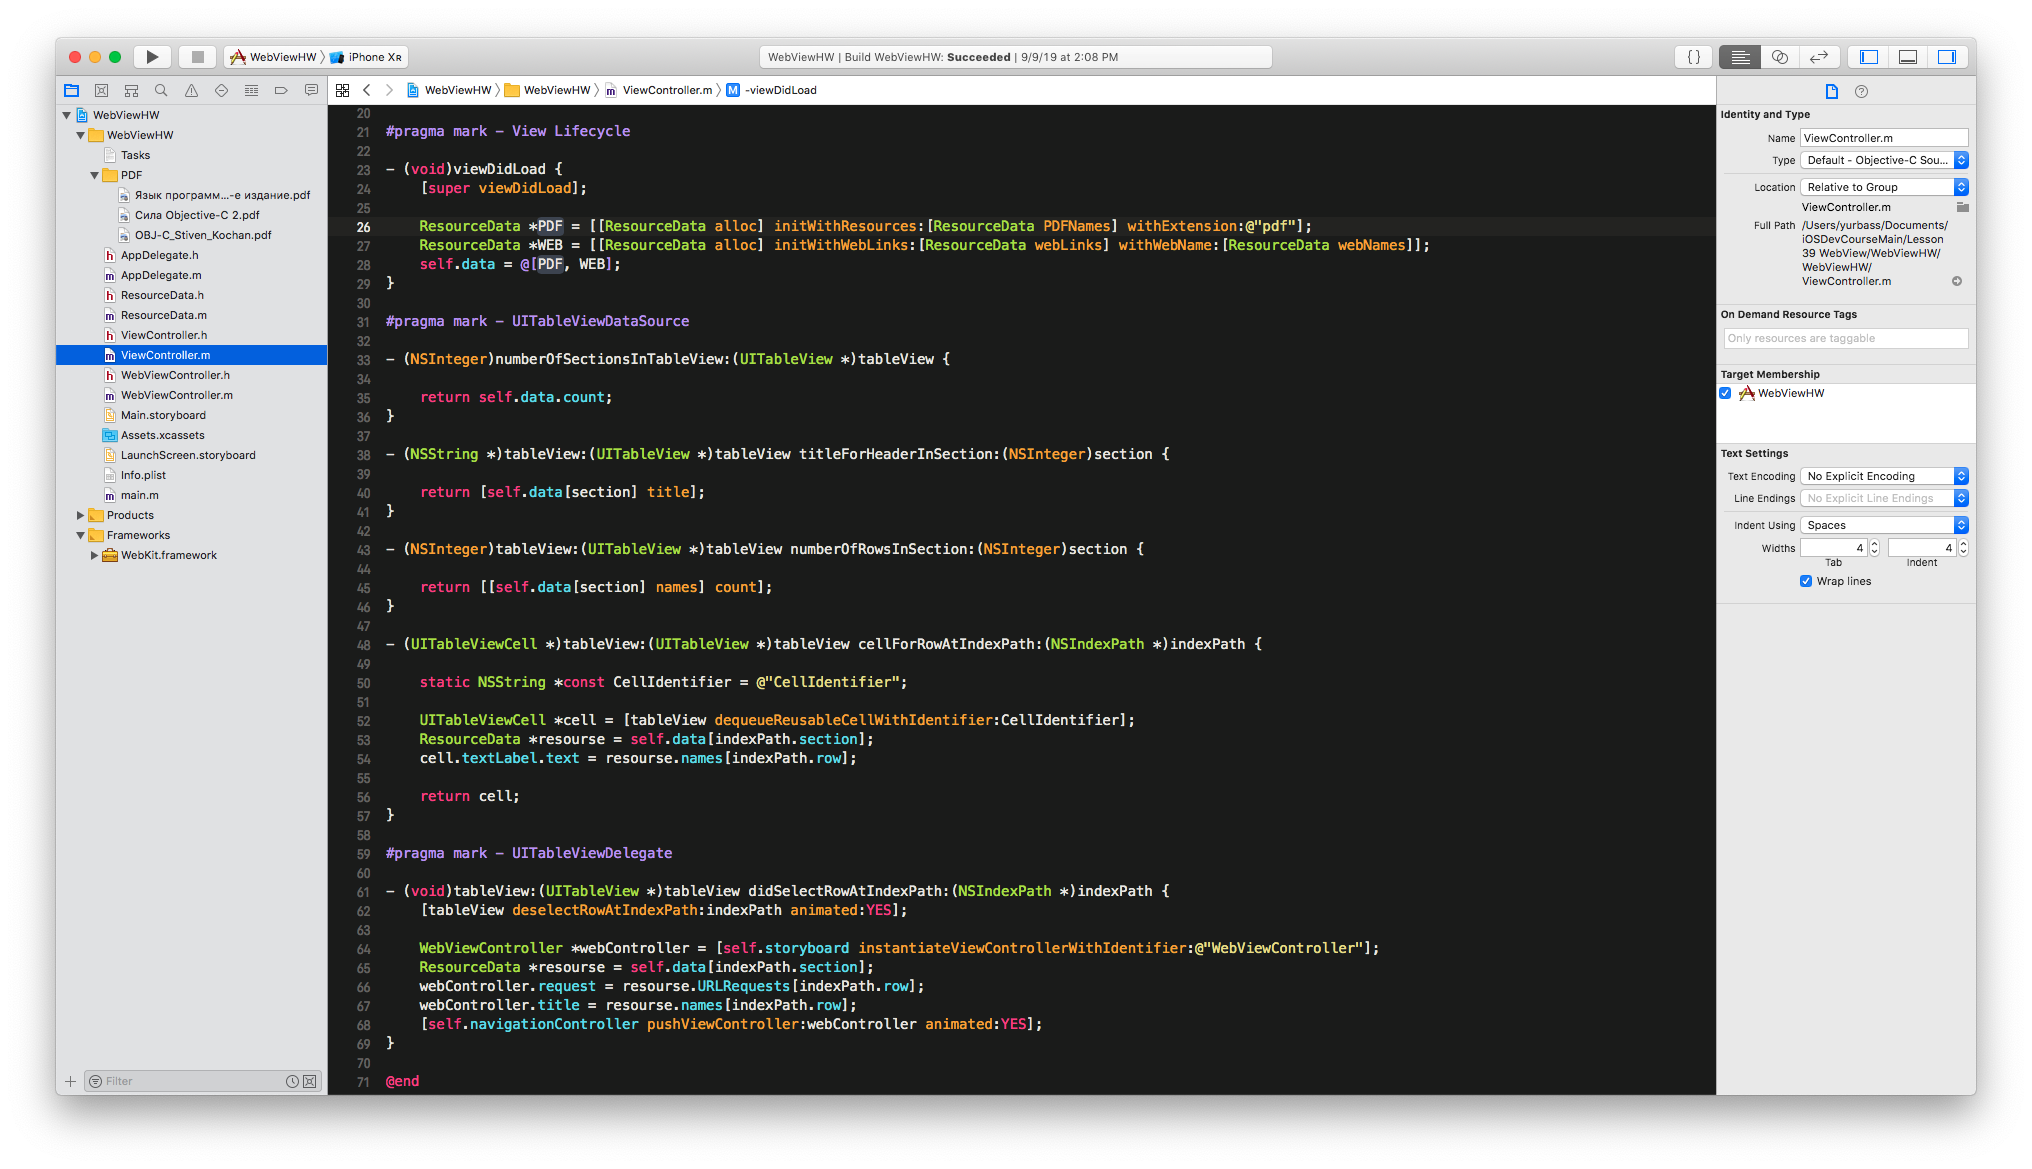 WebViewHW 〉 iPhone XR
WebViewHW | Build WebViewHW: Succeeded | 9/9/19 at 2:08 PM
{ }
WebViewHW 〉 WebViewHW 〉 ViewController.m 〉 M -viewDidLoad
WebViewHW
WebViewHW
Tasks
PDF
Язык программ...-е издание.pdf
Сила Objective-C 2.pdf
OBJ-C_Stiven_Kochan.pdf
AppDelegate.h
AppDelegate.m
ResourceData.h
ResourceData.m
ViewController.h
ViewController.m
WebViewController.h
WebViewController.m
Main.storyboard
Assets.xcassets
LaunchScreen.storyboard
Info.plist
main.m
Products
Frameworks
WebKit.framework
Filter
20
21 #pragma mark - View Lifecycle
22
23 - (void)viewDidLoad {
24 [super viewDidLoad];
25
26 ResourceData *PDF = [[ResourceData alloc] initWithResources:[ResourceData PDFNames] withExtension:@"pdf"];
27 ResourceData *WEB = [[ResourceData alloc] initWithWebLinks:[ResourceData webLinks] withWebName:[ResourceData webNames]];
28 self.data = @[PDF, WEB];
29 }
30
31 #pragma mark - UITableViewDataSource
32
33 - (NSInteger)numberOfSectionsInTableView:(UITableView *)tableView {
34
35 return self.data.count;
36 }
37
38 - (NSString *)tableView:(UITableView *)tableView titleForHeaderInSection:(NSInteger)section {
39
40 return [self.data[section] title];
41 }
42
43 - (NSInteger)tableView:(UITableView *)tableView numberOfRowsInSection:(NSInteger)section {
44
45 return [[self.data[section] names] count];
46 }
47
48 - (UITableViewCell *)tableView:(UITableView *)tableView cellForRowAtIndexPath:(NSIndexPath *)indexPath {
49
50 static NSString *const CellIdentifier = @"CellIdentifier";
51
52 UITableViewCell *cell = [tableView dequeueReusableCellWithIdentifier:CellIdentifier];
53 ResourceData *resourse = self.data[indexPath.section];
54 cell.textLabel.text = resourse.names[indexPath.row];
55
56 return cell;
57 }
58
59 #pragma mark - UITableViewDelegate
60
61 - (void)tableView:(UITableView *)tableView didSelectRowAtIndexPath:(NSIndexPath *)indexPath {
62 [tableView deselectRowAtIndexPath:indexPath animated:YES];
63
64 WebViewController *webController = [self.storyboard instantiateViewControllerWithIdentifier:@"WebViewController"];
65 ResourceData *resourse = self.data[indexPath.section];
66 webController.request = resourse.URLRequests[indexPath.row];
67 webController.title = resourse.names[indexPath.row];
68 [self.navigationController pushViewController:webController animated:YES];
69 }
70
71 @end
Identity and Type
Name ViewController.m
Type Default - Objective-C Sou...
Location Relative to Group
ViewController.m
Full Path /Users/yurbass/Documents/
iOSDevCourseMain/Lesson
39 WebView/WebViewHW/
WebViewHW/
ViewController.m
On Demand Resource Tags
Only resources are taggable
Target Membership
WebViewHW
Text Settings
Text Encoding No Explicit Encoding
Line Endings No Explicit Line Endings
Indent Using Spaces
Widths 4 4
Tab Indent
Wrap lines